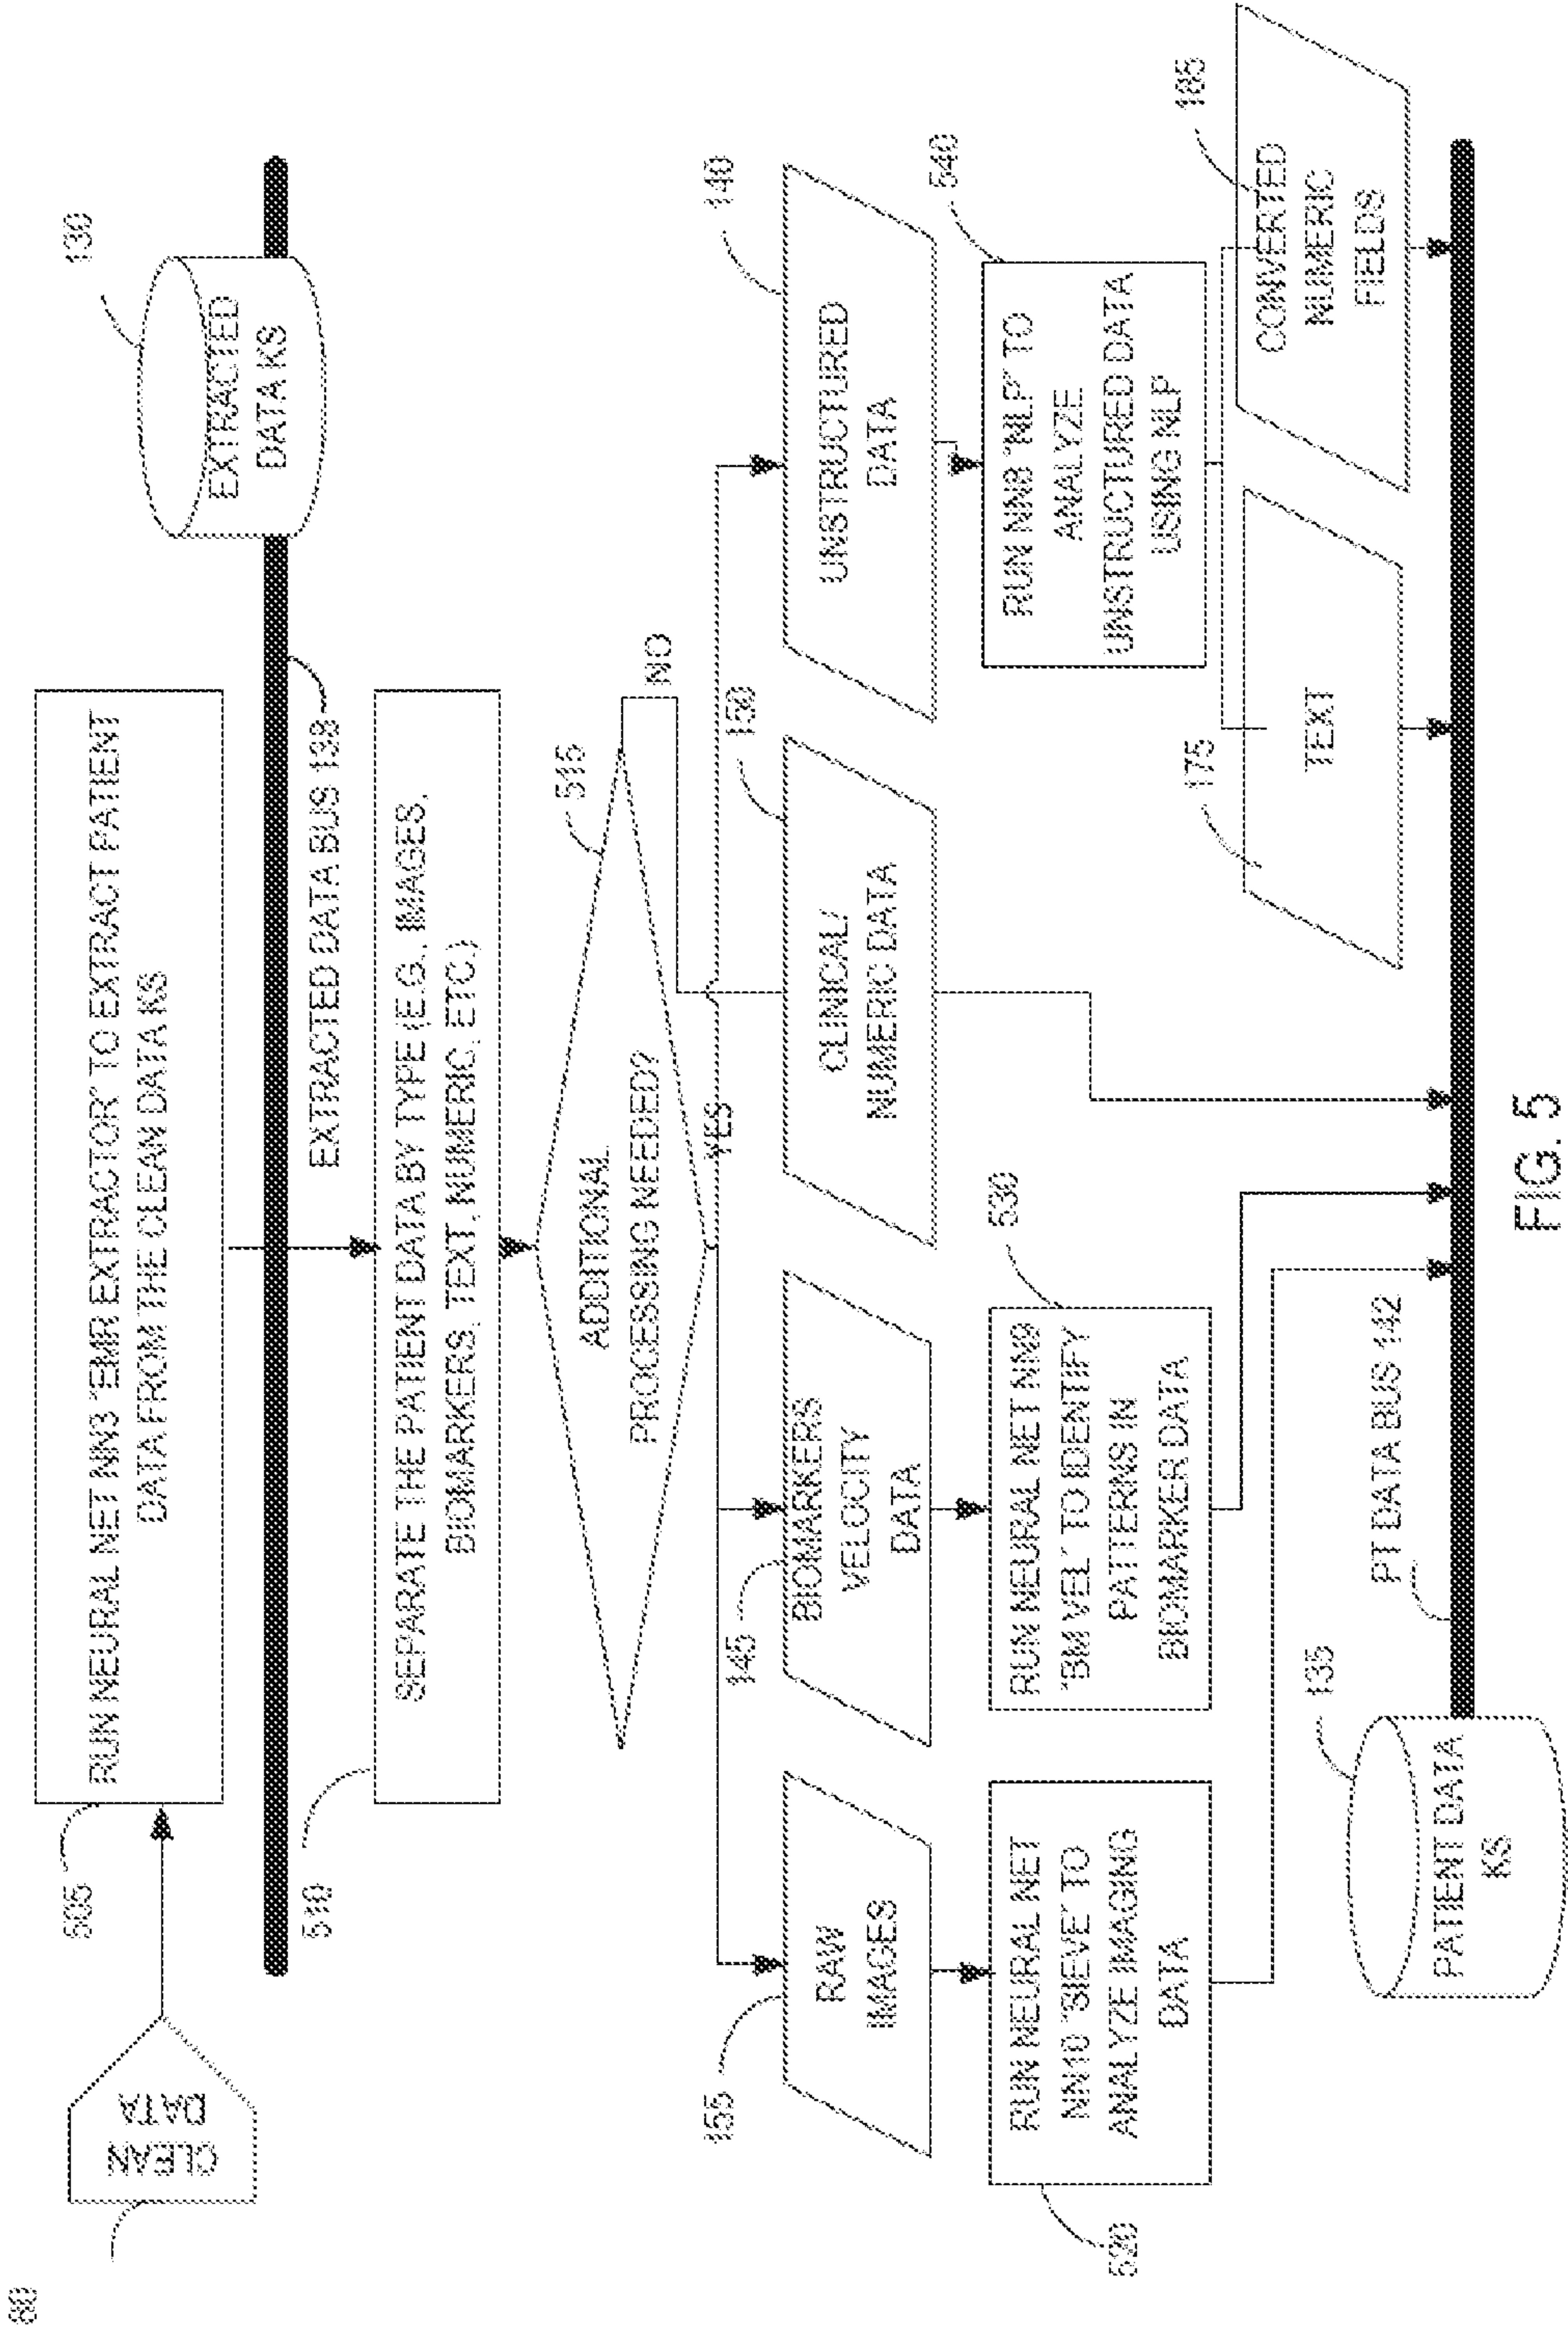 80
CLEAN
DATA
505
RUN NEURAL NET NN3 'EMR EXTRACTOR' TO EXTRACT PATIENT
DATA FROM THE CLEAN DATA KS
130
EXTRACTED
DATA KS
EXTRACTED DATA BUS 138
510
SEPARATE THE PATIENT DATA BY TYPE (E.G., IMAGES,
BIOMARKERS, TEXT, NUMERIC, ETC.)
515
ADDITIONAL
PROCESSING NEEDED?
NO
YES
155
RAW
IMAGES
145
BIOMARKERS
VELOCITY
DATA
150
CLINICAL/
NUMERIC DATA
140
UNSTRUCTURED
DATA
520
RUN NEURAL NET
NN10 'SIEVE' TO
ANALYZE IMAGING
DATA
530
RUN NEURAL NET NN9
'BM VEL' TO IDENTIFY
PATTERNS IN
BIOMARKER DATA
540
RUN NN8 'NLP' TO
ANALYZE
UNSTRUCTURED DATA
USING NLP
175
TEXT
185
CONVERTED
NUMERIC
FIELDS
135
PATIENT DATA
KS
PT DATA BUS 142
FIG. 5